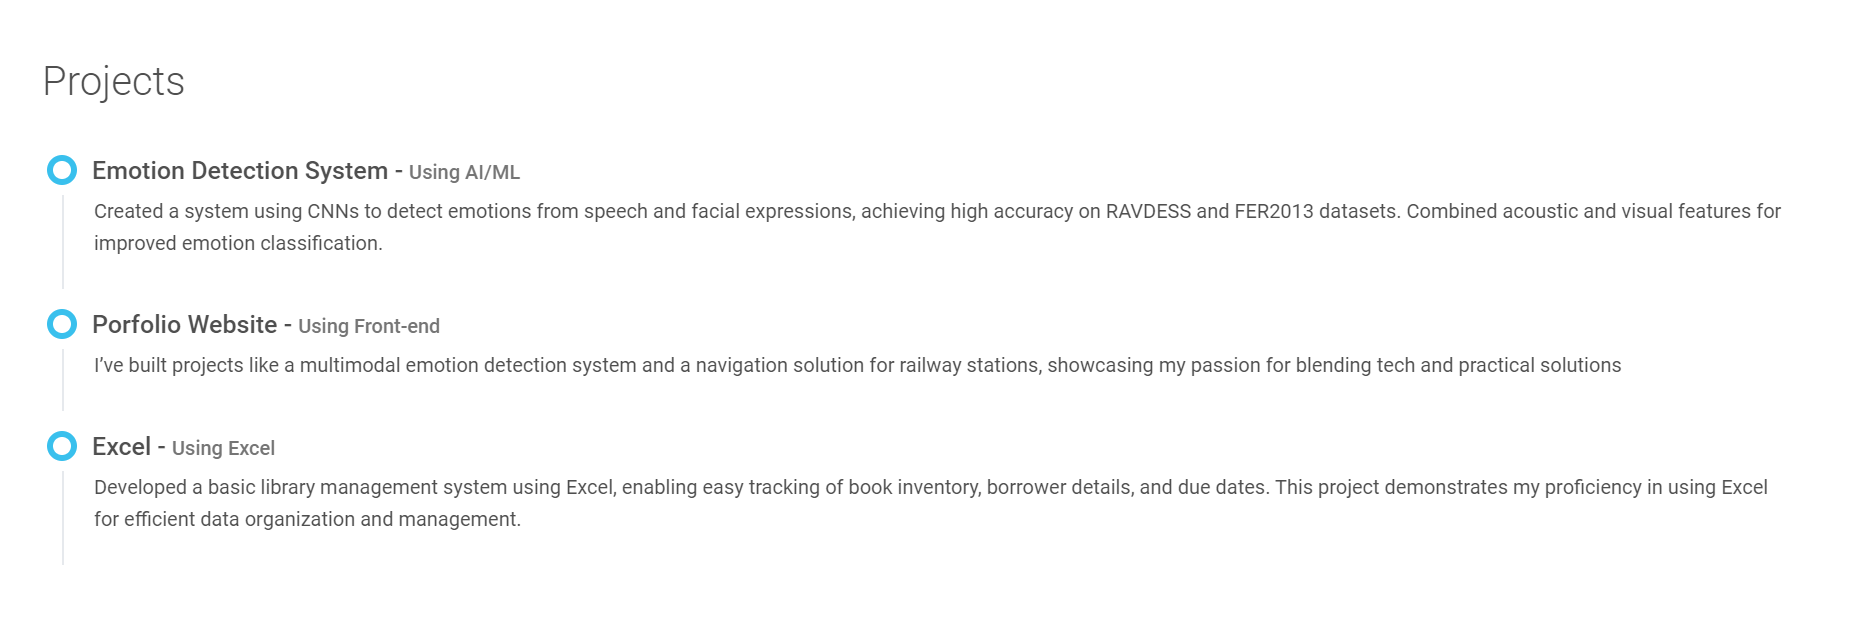 Projects
Emotion Detection System - Using AI/ML
Created a system using CNNs to detect emotions from speech and facial expressions, achieving high accuracy on RAVDESS and FER2013 datasets. Combined acoustic and visual features for
improved emotion classification.
Porfolio Website - Using Front-end
I’ve built projects like a multimodal emotion detection system and a navigation solution for railway stations, showcasing my passion for blending tech and practical solutions
Excel - Using Excel
Developed a basic library management system using Excel, enabling easy tracking of book inventory, borrower details, and due dates. This project demonstrates my proficiency in using Excel
for efficient data organization and management.